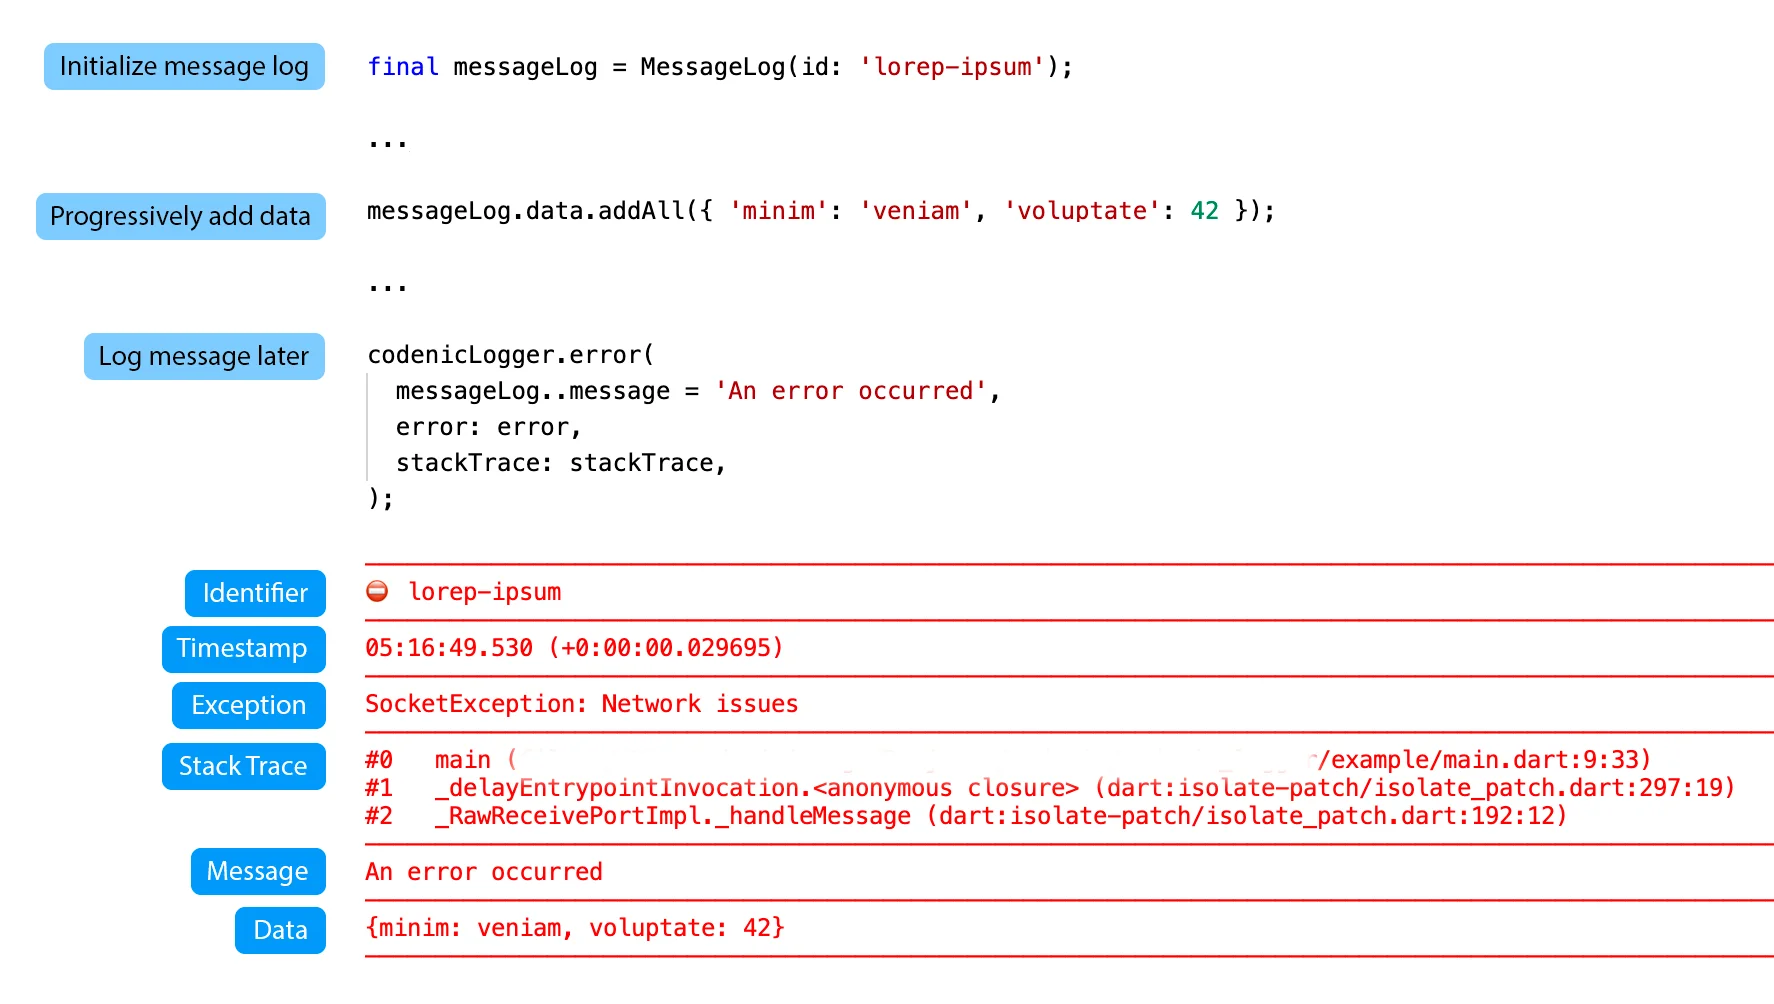 Initialize message log final messageLog = MessageLog(id: 'lorep-ipsum');
...
Progressively add data messageLog.data.addAll({ 'minim': 'veniam', 'voluptate': 42 });
...
Log message later codenicLogger.error(
messageLog..message = 'An error occurred',
error: error,
stackTrace: stackTrace,
);
Identifier ⛔ lorep-ipsum
Timestamp 05:16:49.530 (+0:00:00.029695)
Exception SocketException: Network issues
Stack Trace #0 main ( /example/main.dart:9:33)
#1 _delayEntrypointInvocation.<anonymous closure> (dart:isolate-patch/isolate_patch.dart:297:19)
#2 _RawReceivePortImpl._handleMessage (dart:isolate-patch/isolate_patch.dart:192:12)
Message An error occurred
Data {minim: veniam, voluptate: 42}